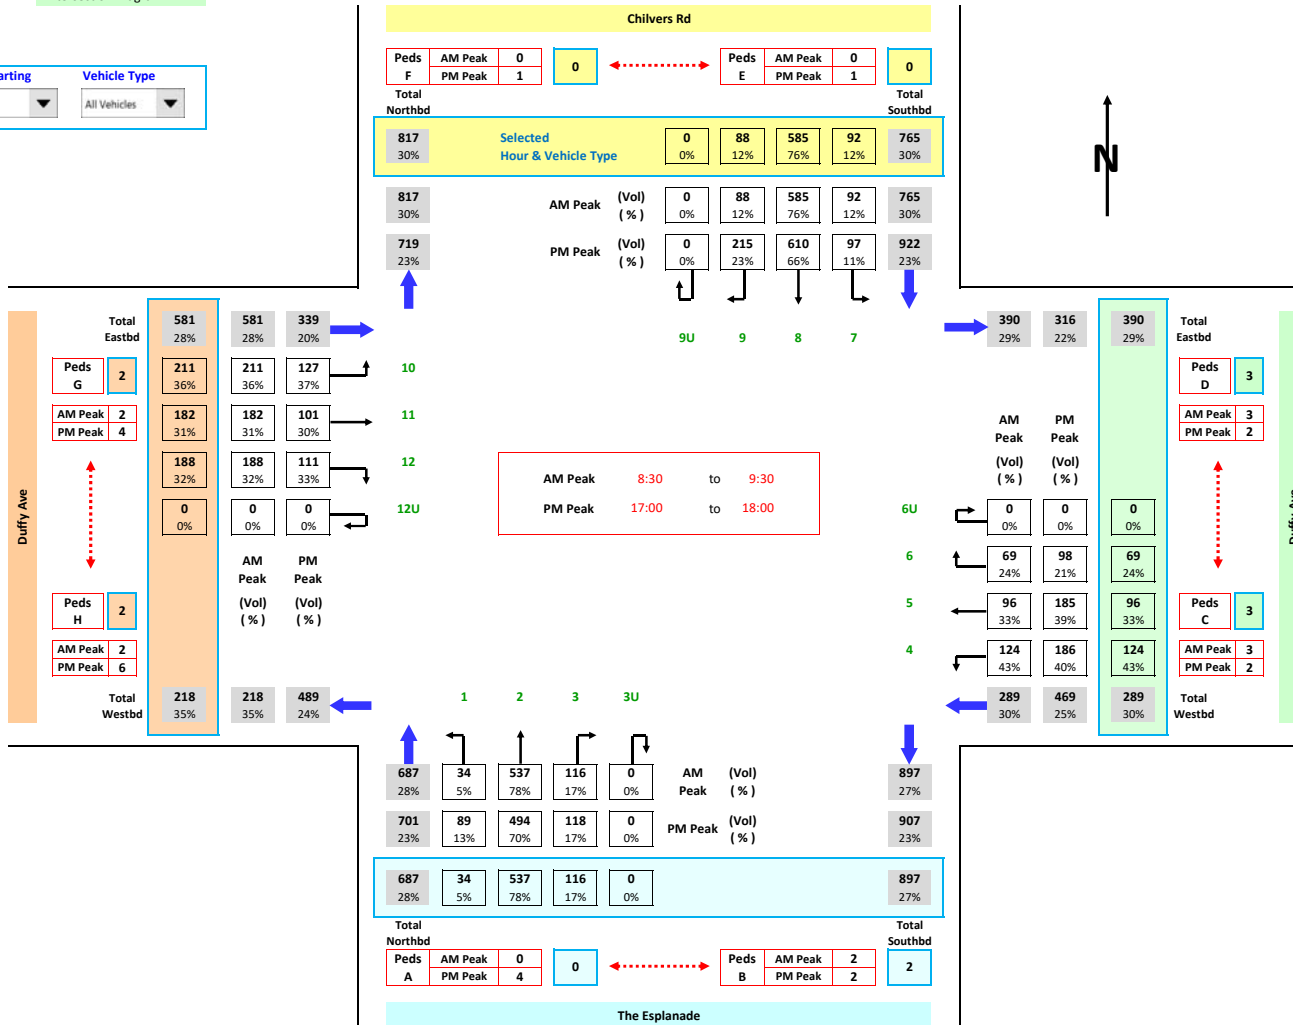 Chilvers Rd
Peds F AM Peak 0 0 Peds E AM Peak 0 0
PM Peak 1 PM Peak 1
arting Vehicle Type
All Vehicles
Total Northbd Total Southbd
817 Selected 0 88 585 92 765
30% Hour & Vehicle Type 0% 12% 76% 12% 30%
N
817 AM Peak (Vol) 0 88 585 92 765
30% ( % ) 0% 12% 76% 12% 30%
719 PM Peak (Vol) 0 215 610 97 922
23% ( % ) 0% 23% 66% 11% 23%
9U 9 8 7
Total Eastbd 581 581 339 390 316 390 Total Eastbd
28% 28% 20% 29% 22% 29%
Peds G 2 211 211 127 10 Peds D 3
36% 36% 37%
AM Peak 2 182 182 101 11 AM Peak 3
PM Peak 4 31% 31% 30% PM Peak 2
AM Peak PM Peak
(Vol) (Vol)
( % ) ( % )
188 188 111 12
32% 32% 33%
AM Peak 8:30 to 9:30
PM Peak 17:00 to 18:00
Duffy Ave
Duffy Ave
0 0 0 12U 6U 0 0 0
0% 0% 0% 0% 0% 0%
AM Peak PM Peak
(Vol) (Vol)
( % ) ( % )
6 69 98 69
24% 21% 24%
Peds H 2 5 96 185 96 Peds C 3
33% 39% 33%
AM Peak 2 4 124 186 124 AM Peak 3
PM Peak 6 43% 40% 43% PM Peak 2
Total Westbd 218 218 489 289 469 289 Total Westbd
35% 35% 24% 30% 25% 30%
1 2 3 3U
687 34 537 116 0 AM Peak (Vol) 897
28% 5% 78% 17% 0% ( % ) 27%
701 89 494 118 0 PM Peak (Vol) 907
23% 13% 70% 17% 0% ( % ) 23%
687 34 537 116 0 897
28% 5% 78% 17% 0% 27%
Total Northbd Total Southbd
Peds A AM Peak 0 0 Peds B AM Peak 2 2
PM Peak 4 PM Peak 2
The Esplanade